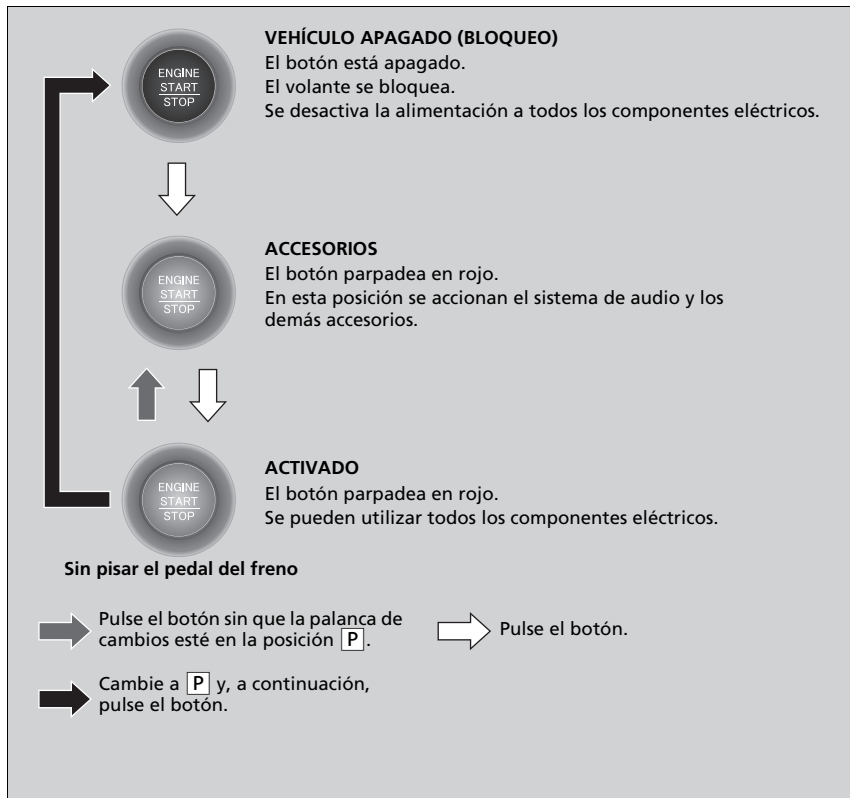 ENGINE
START
STOP
VEHÍCULO APAGADO (BLOQUEO)
El botón está apagado.
El volante se bloquea.
Se desactiva la alimentación a todos los componentes eléctricos.
ENGINE
START
STOP
ACCESORIOS
El botón parpadea en rojo.
En esta posición se accionan el sistema de audio y los
demás accesorios.
ENGINE
START
STOP
ACTIVADO
El botón parpadea en rojo.
Se pueden utilizar todos los componentes eléctricos.
Sin pisar el pedal del freno
Pulse el botón sin que la palanca de
cambios esté en la posición P.
Pulse el botón.
Cambie a P y, a continuación,
pulse el botón.